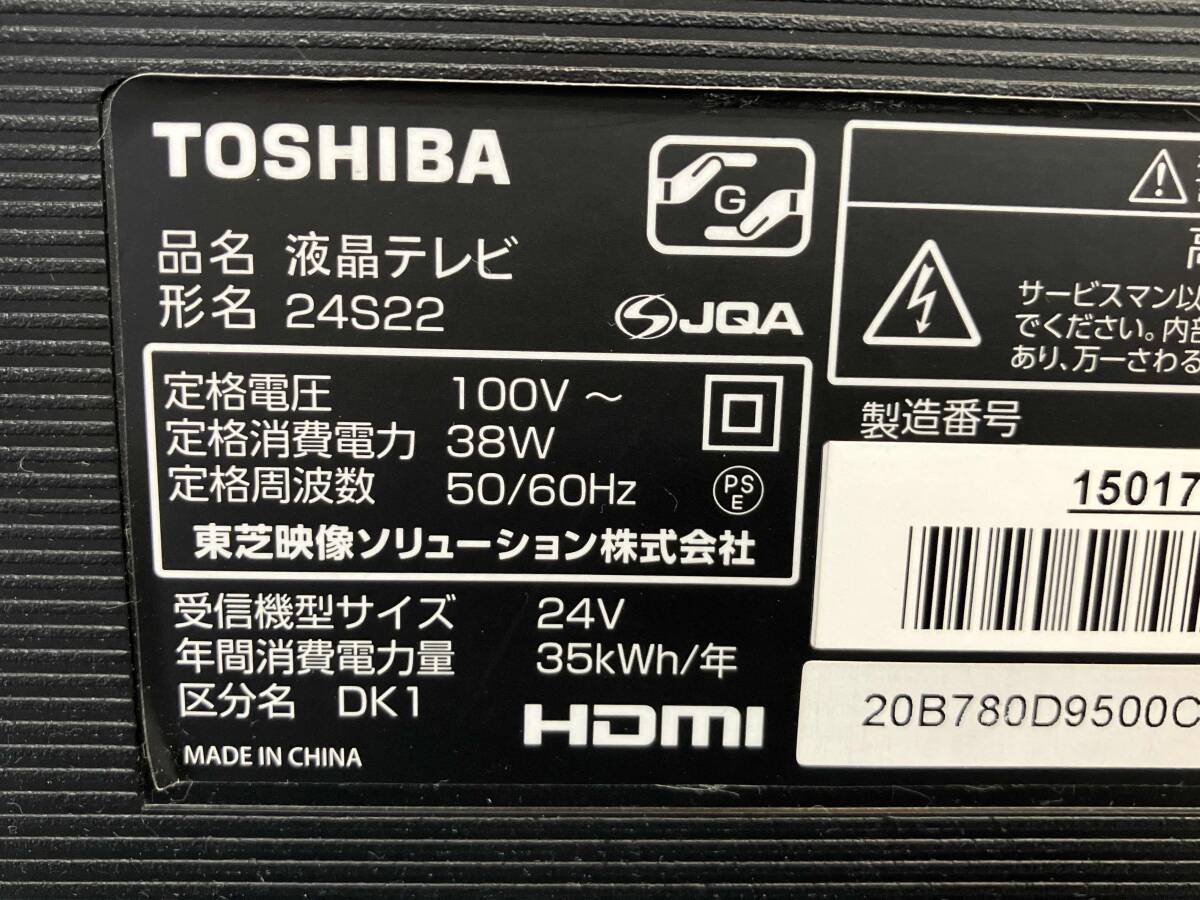 TOSHIBA
品名 液晶テレビ
形名 24S22
G
JQA
定格電圧 100V ~
定格消費電力 38W
定格周波数 50/60Hz
PS
E
東芝映像ソリューション株式会社
受信機型サイズ 24V
年間消費電力量 35kWh/年
区分名 DK1
HDMI
MADE IN CHINA
サービスマン以
でください。内部
あり、万一さわる
製造番号
15017
20B780D9500C